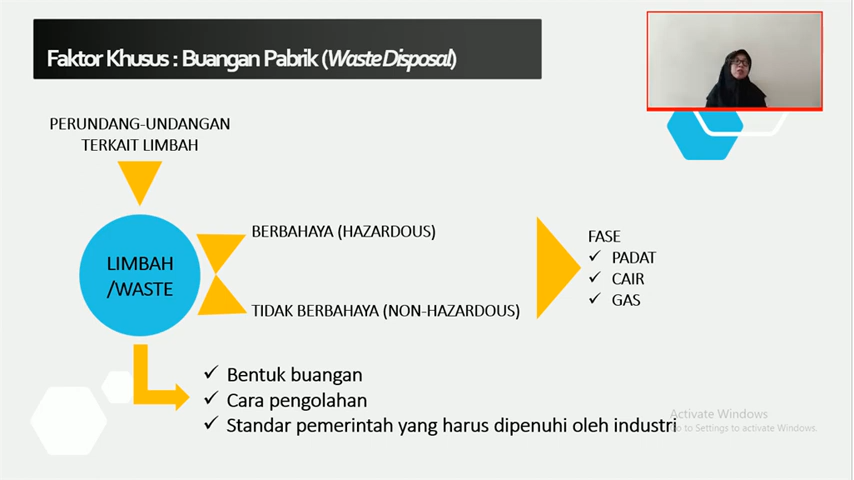 Faktor Khusus : Buangan Pabrik (Waste Disposal)
PERUNDANG-UNDANGAN
TERKAIT LIMBAH
LIMBAH
/WASTE
BERBAHAYA (HAZARDOUS)
TIDAK BERBAHAYA (NON-HAZARDOUS)
FASE
✓ PADAT
✓ CAIR
✓ GAS
✓ Bentuk buangan
✓ Cara pengolahan
✓ Standar pemerintah yang harus dipenuhi oleh industri
Activate Windows
Go to Settings to activate Windows.